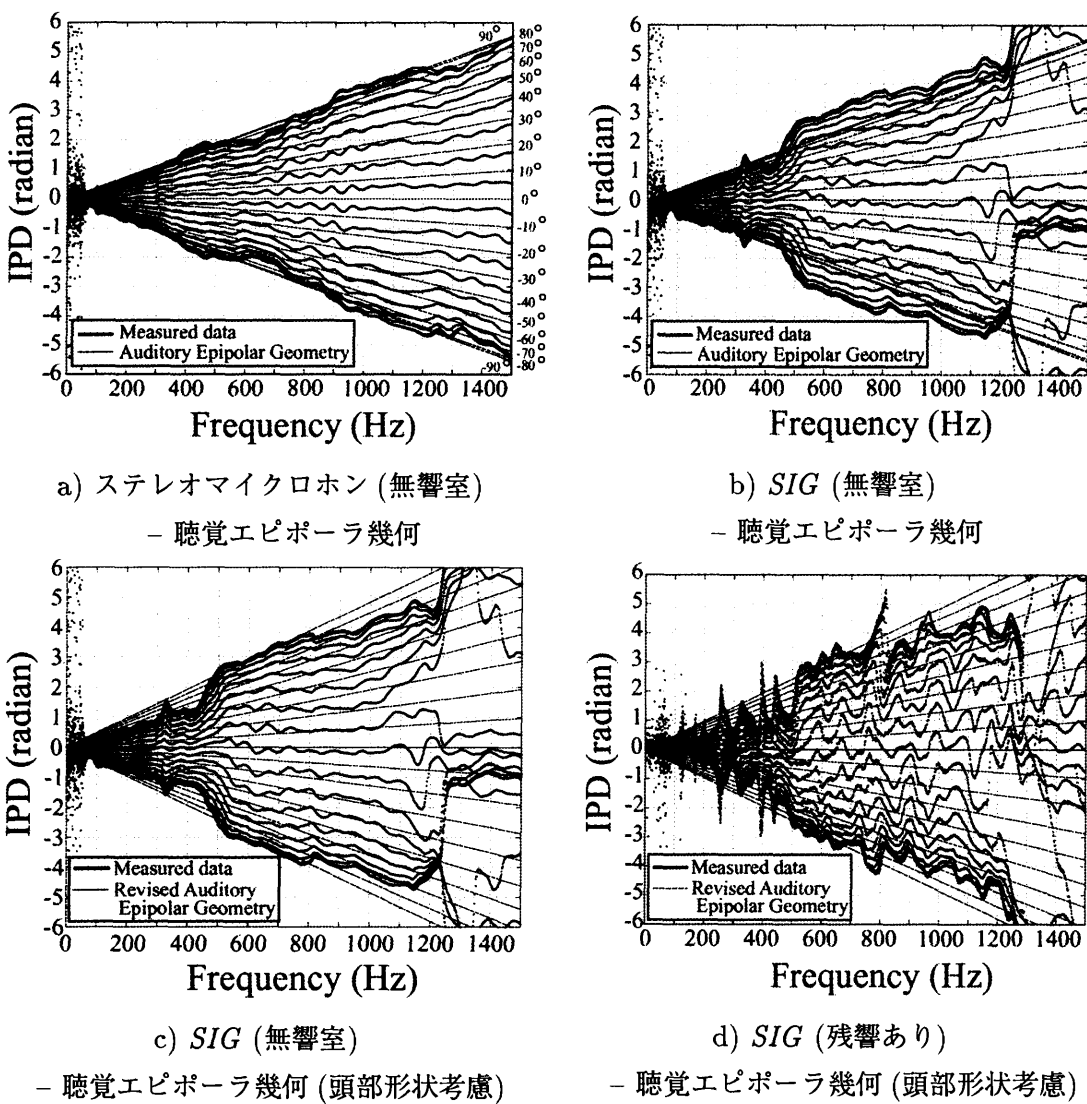 6
5
4
3
2
1
0
-1
-2
-3
-4
-5
-6
IPD (radian)
90°
80°
70°
60°
50°
40°
30°
20°
10°
0°
-10°
-20°
-30°
-40°
-50°
-60°
-70°
-80°
-90°
Measured data
Auditory Epipolar Geometry
0 200 400 600 800 1000 1200 1400
Frequency (Hz)
a) ステレオマイクロホン (無響室)
– 聴覚エピポーラ幾何
6
5
4
3
2
1
0
-1
-2
-3
-4
-5
-6
IPD (radian)
Measured data
Auditory Epipolar Geometry
0 200 400 600 800 1000 1200 1400
Frequency (Hz)
b) SIG (無響室)
– 聴覚エピポーラ幾何
6
5
4
3
2
1
0
-1
-2
-3
-4
-5
-6
IPD (radian)
Measured data
Revised Auditory
Epipolar Geometry
0 200 400 600 800 1000 1200 1400
Frequency (Hz)
c) SIG (無響室)
– 聴覚エピポーラ幾何 (頭部形状考慮)
6
5
4
3
2
1
0
-1
-2
-3
-4
-5
-6
IPD (radian)
Measured data
Revised Auditory
Epipolar Geometry
0 200 400 600 800 1000 1200 1400
Frequency (Hz)
d) SIG (残響あり)
– 聴覚エピポーラ幾何 (頭部形状考慮)